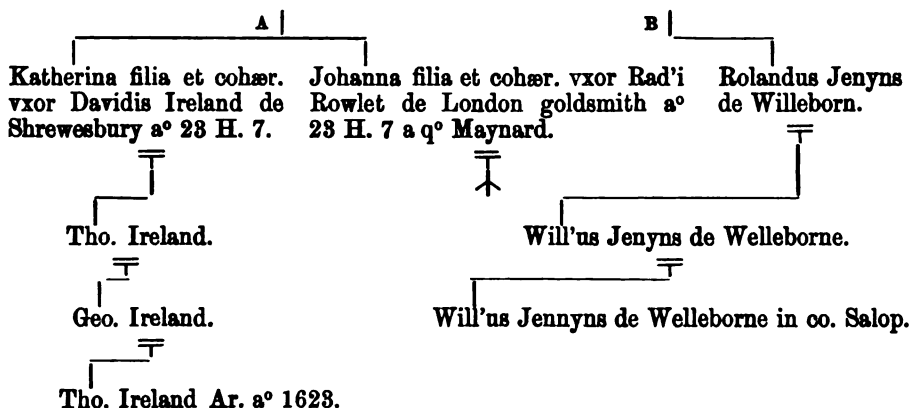 A
B
Katherina filia et cohær.
vxor Davidis Ireland de
Shrewesbury aº 23 H. 7.
Johanna filia et cohær. vxor Rad'i
Rowlet de London goldsmith aº
23 H. 7 a qº Maynard.
Rolandus Jenyns
de Willeborn.
Tho. Ireland.
Will'us Jenyns de Welleborne.
Geo. Ireland.
Will'us Jennyns de Welleborne in co. Salop.
Tho. Ireland Ar. aº 1623.